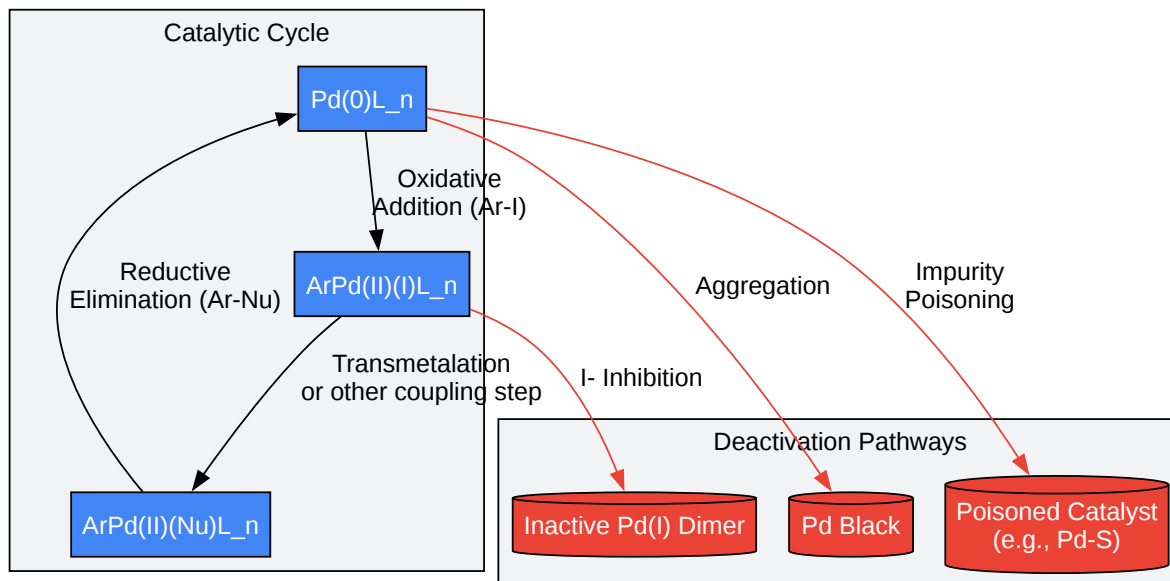 Catalytic Cycle
Pd(0)L_n
Oxidative
Addition (Ar-I)
ArPd(II)(I)L_n
Reductive
Elimination (Ar-Nu)
Transmetalation
or other coupling step
ArPd(II)(Nu)L_n
I- Inhibition
Aggregation
Impurity
Poisoning
Deactivation Pathways
Inactive Pd(I) Dimer
Pd Black
Poisoned Catalyst
(e.g., Pd-S)